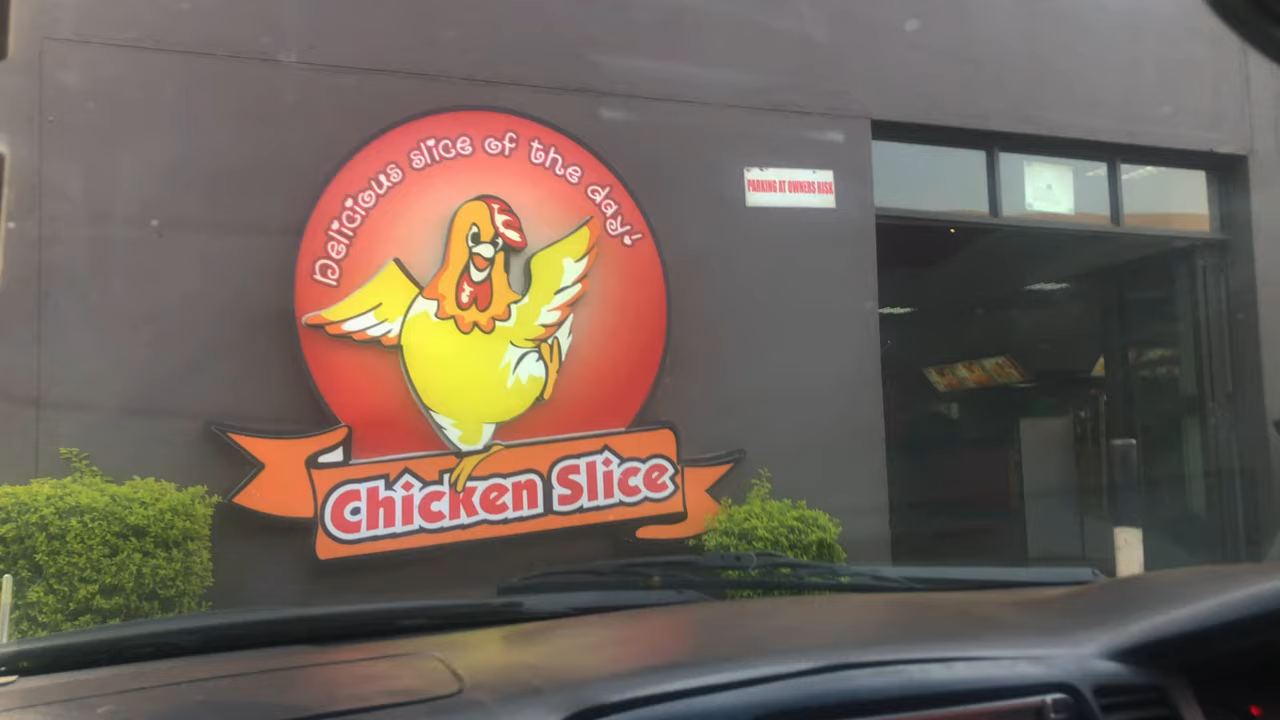 Delicious slice of the day!
PARKING AT OWNERS RISK
Chicken Slice